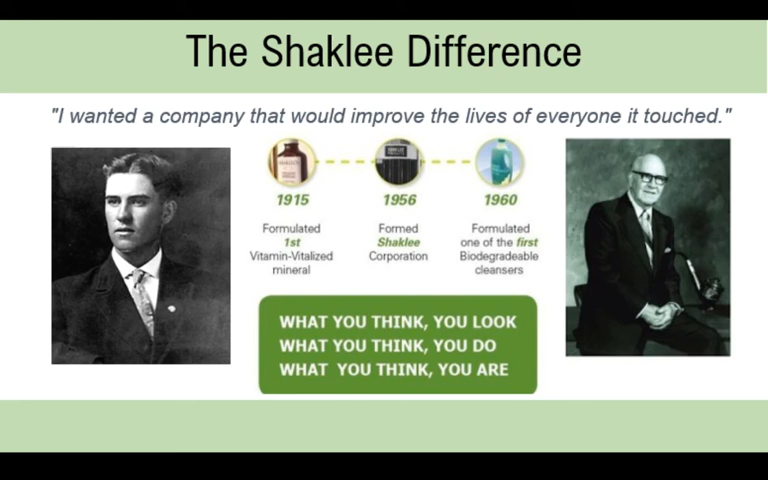 The Shaklee Difference
"I wanted a company that would improve the lives of everyone it touched."
1915
Formulated
1st
Vitamin-Vitalized
mineral
1956
Formed
Shaklee
Corporation
1960
Formulated
one of the first
Biodegradeable
cleansers
WHAT YOU THINK, YOU LOOK
WHAT YOU THINK, YOU DO
WHAT YOU THINK, YOU ARE